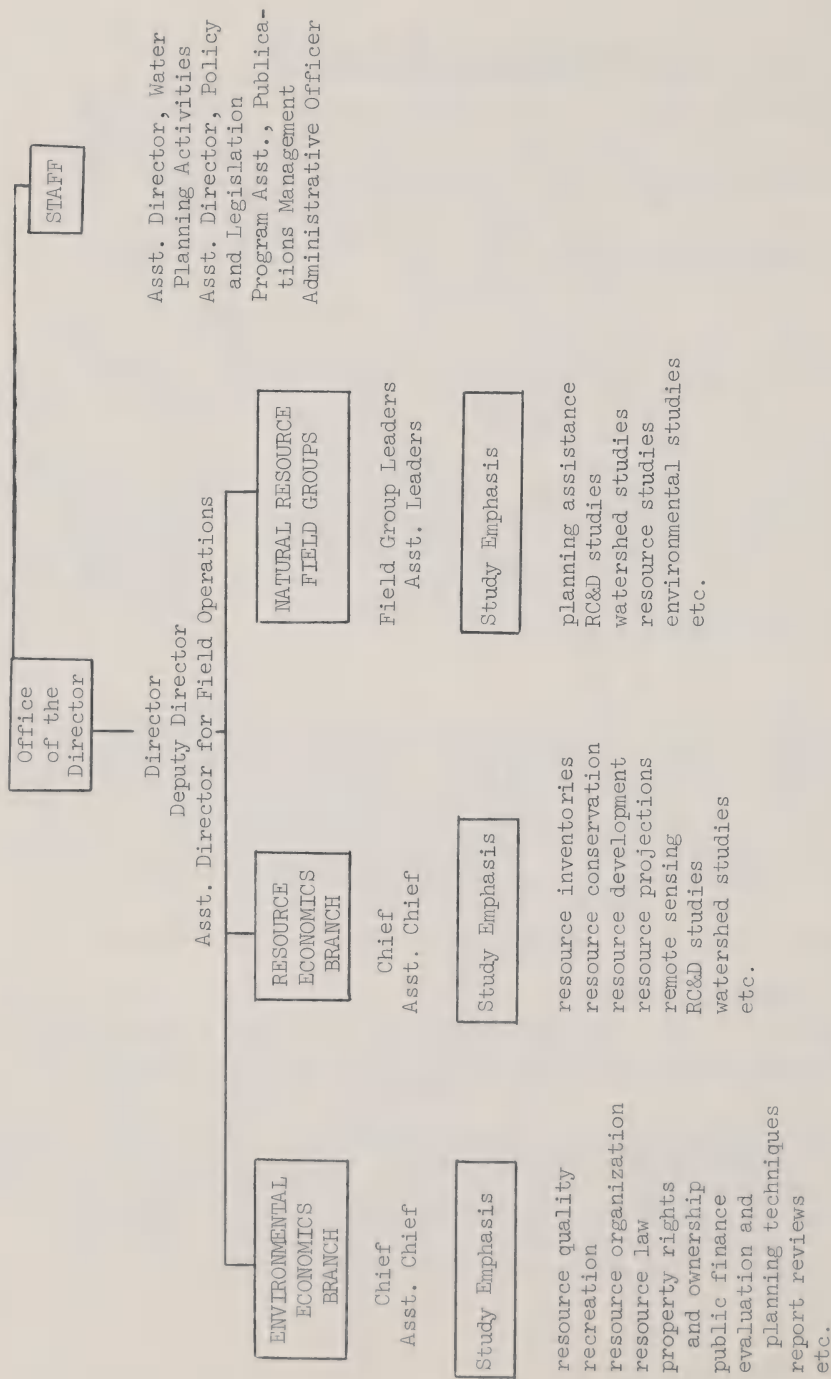 Office
of the
Director
STAFF
Director
Deputy Director
Asst. Director for Field Operations
Asst. Director, Water
Planning Activities
Asst. Director, Policy
and Legislation
Program Asst., Publica-
tions Management
Administrative Officer
ENVIRONMENTAL
ECONOMICS
BRANCH
Chief
Asst. Chief
Study Emphasis
resource quality
recreation
resource organization
resource law
property rights
and ownership
public finance
evaluation and
planning techniques
report reviews
etc.
RESOURCE
ECONOMICS
BRANCH
Chief
Asst. Chief
Study Emphasis
resource inventories
resource conservation
resource development
resource projections
remote sensing
RC&D studies
watershed studies
etc.
NATURAL RESOURCE
FIELD GROUPS
Field Group Leaders
Asst. Leaders
Study Emphasis
planning assistance
RC&D studies
watershed studies
resource studies
environmental studies
etc.